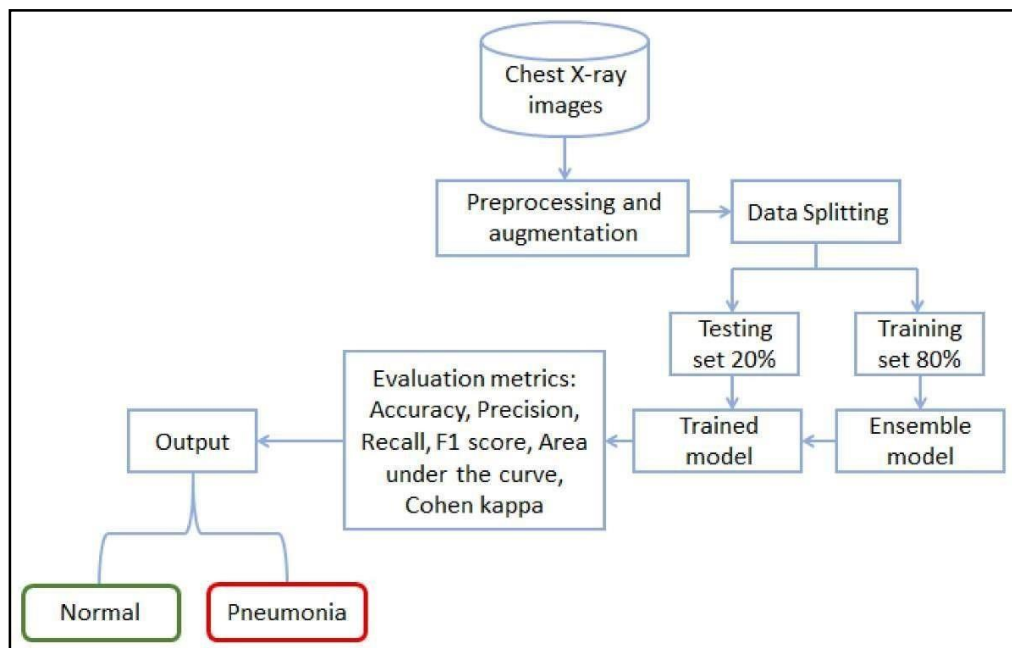 Chest X-ray
images
Preprocessing and
augmentation
Data Splitting
Testing
set 20%
Training
set 80%
Evaluation metrics:
Accuracy, Precision,
Recall, F1 score, Area
under the curve,
Cohen kappa
Trained
model
Ensemble
model
Output
Normal
Pneumonia